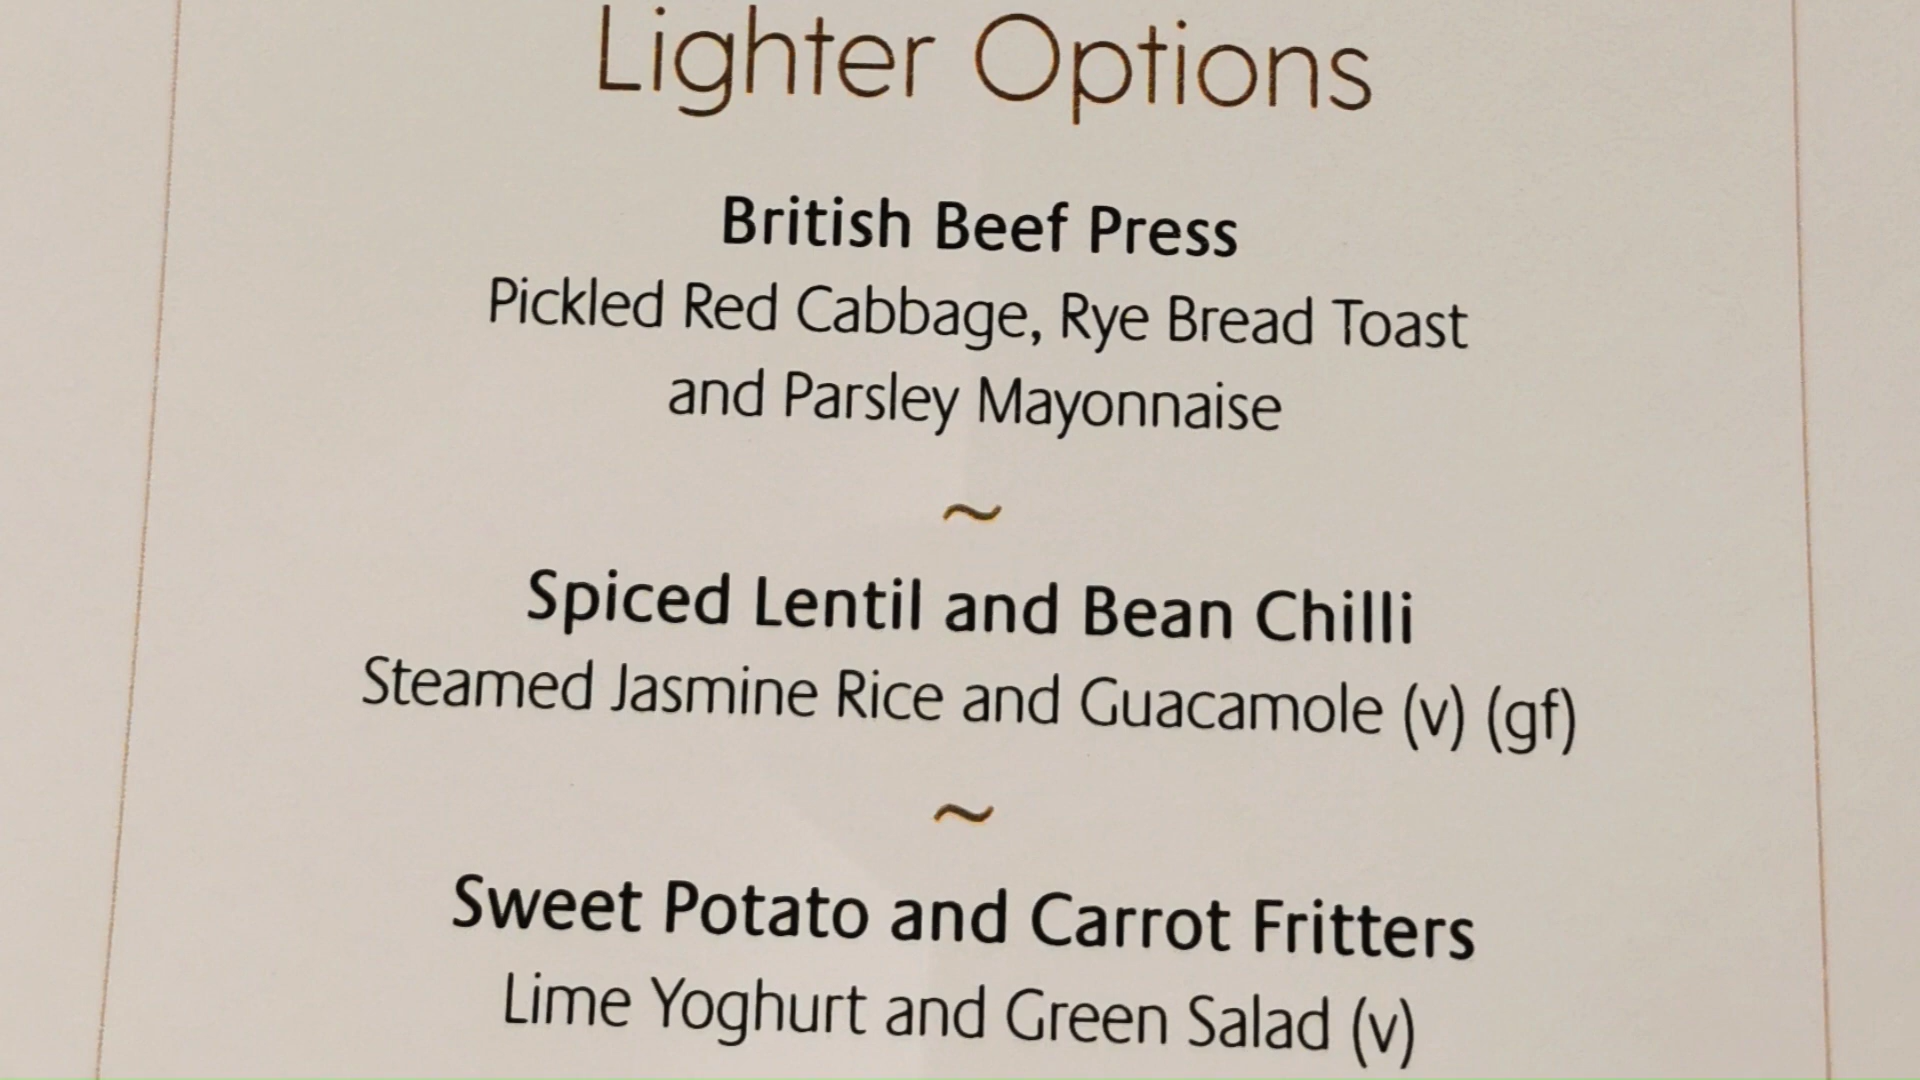 Lighter Options
British Beef Press
Pickled Red Cabbage, Rye Bread Toast
and Parsley Mayonnaise
~
Spiced Lentil and Bean Chilli
Steamed Jasmine Rice and Guacamole (v) (gf)
~
Sweet Potato and Carrot Fritters
Lime Yoghurt and Green Salad (v)